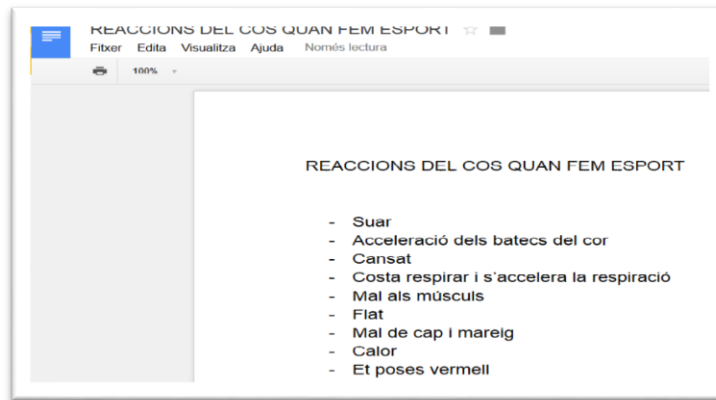 REACCIONS DEL COS QUAN FEM ESPORT
Fitxer Edita Visualitza Ajuda Només lectura
100%
REACCIONS DEL COS QUAN FEM ESPORT
- Suar
- Acceleració dels batecs del cor
- Cansat
- Costa respirar i s'accelera la respiració
- Mal als músculs
- Flat
- Mal de cap i mareig
- Calor
- Et poses vermell